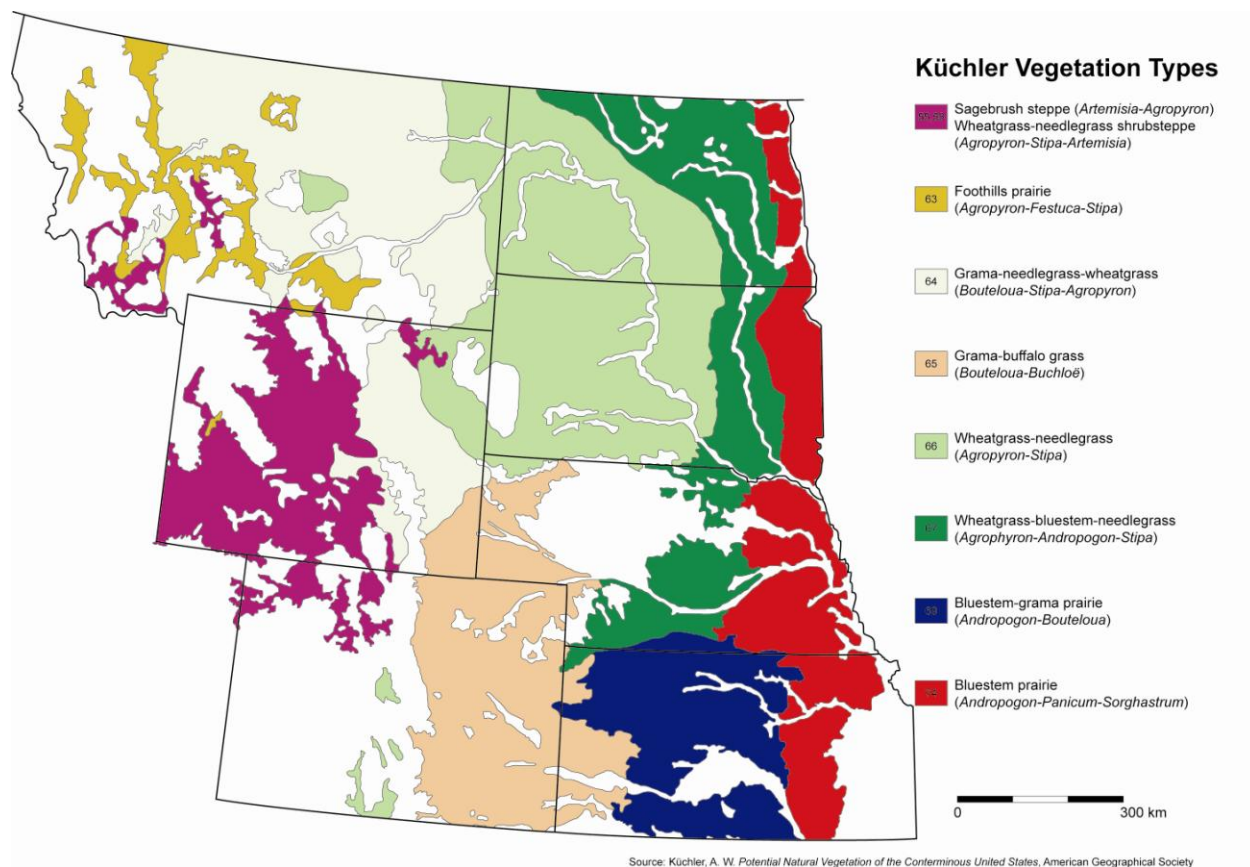 Küchler Vegetation Types
Sagebrush steppe (Artemisia-Agropyron)
Wheatgrass-needlegrass shrubsteppe
(Agropyron-Stipa-Artemisia)
63
Foothills prairie
(Agropyron-Festuca-Stipa)
64
Grama-needlegrass-wheatgrass
(Bouteloua-Stipa-Agropyron)
65
Grama-buffalo grass
(Bouteloua-Buchloë)
66
Wheatgrass-needlegrass
(Agropyron-Stipa)
67
Wheatgrass-bluestem-needlegrass
(Agrophyron-Andropogon-Stipa)
Bluestem-grama prairie
(Andropogon-Bouteloua)
74
Bluestem prairie
(Andropogon-Panicum-Sorghastrum)
0 300 km
Source: Küchler, A. W. Potential Natural Vegetation of the Conterminous United States, American Geographical Society